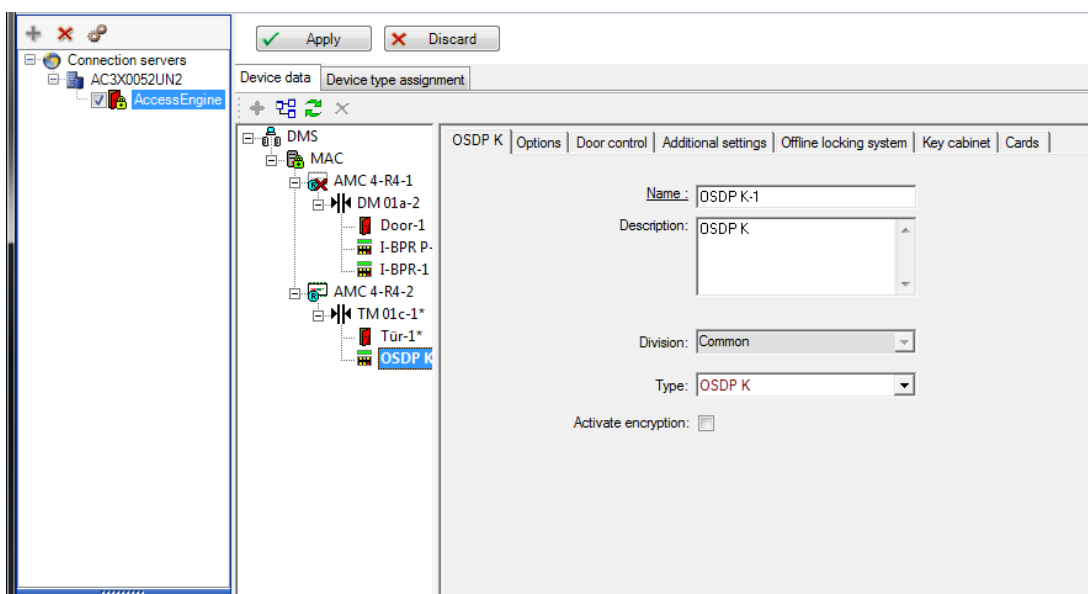 Connection servers
AC3X0052UN2
AccessEngine
Apply Discard
Device data Device type assignment
DMS
MAC
AMC 4-R4-1
DM 01a-2
Door-1
I-BPR P-
I-BPR-1
AMC 4-R4-2
TM 01c-1*
Tür-1*
OSDP K
OSDP K Options Door control Additional settings Offline locking system Key cabinet Cards
Name : OSDP K-1
Description: OSDP K
Division: Common
Type: OSDP K
Activate encryption: